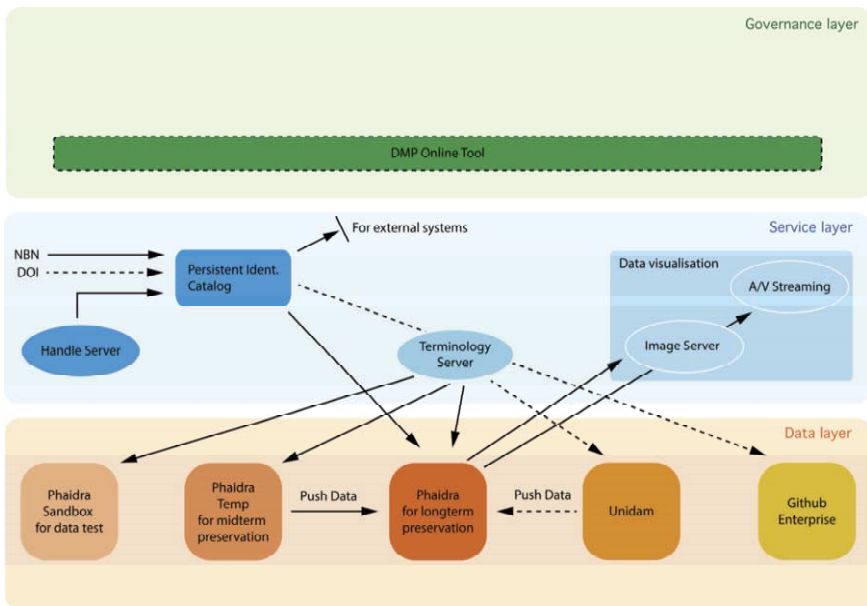 Governance layer
DMP Online Tool
Service layer
For external systems
NBN
DOI
Persistent Ident.
Catalog
Handle Server
Terminology
Server
Data visualisation
A/V Streaming
Image Server
Data layer
Phaidra
Sandbox
for data test
Phaidra
Temp
for midterm
preservation
Push Data
Phaidra
for longterm
preservation
Push Data
Unidam
Github
Enterprise